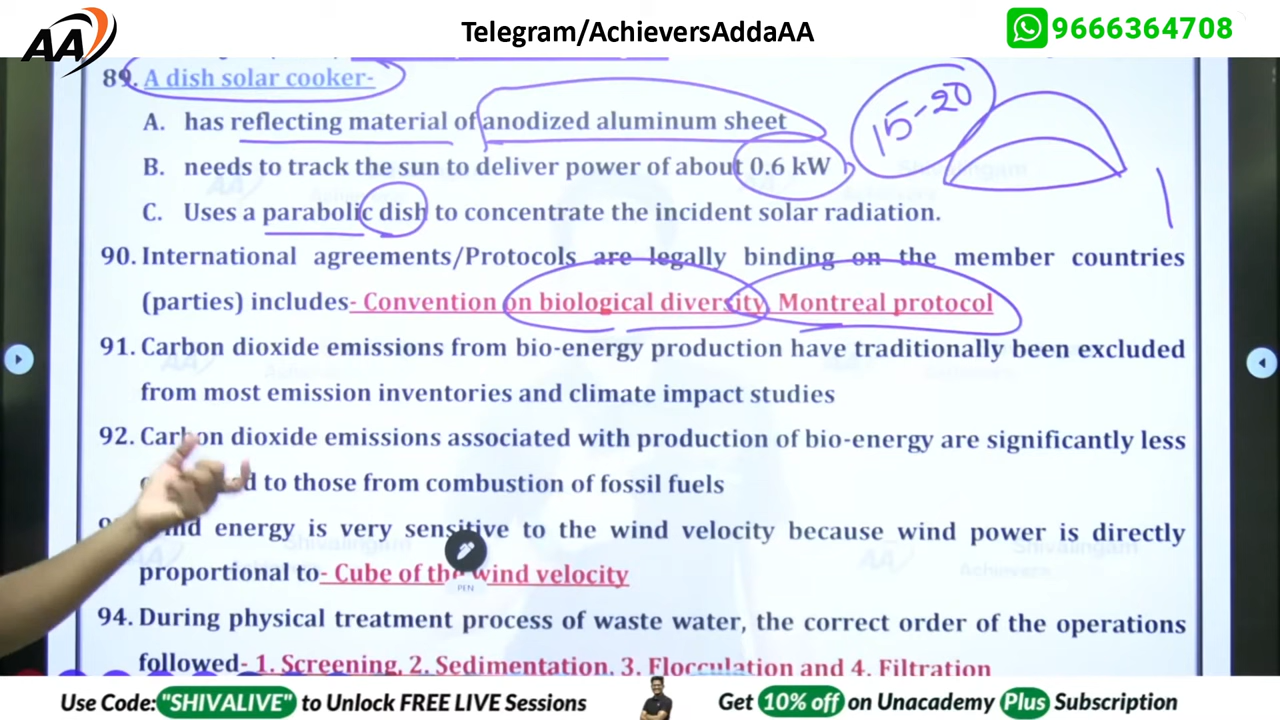 AA
Telegram/AchieversAddaAA
9666364708
89. A dish solar cooker-
A. has reflecting material of anodized aluminum sheet
15-20
B. needs to track the sun to deliver power of about 0.6 kW
C. Uses a parabolic dish to concentrate the incident solar radiation.
90. International agreements/Protocols are legally binding on the member countries
(parties) includes- Convention on biological diversity, Montreal protocol
91. Carbon dioxide emissions from bio-energy production have traditionally been excluded
from most emission inventories and climate impact studies
92. Carbon dioxide emissions associated with production of bio-energy are significantly less
to those from combustion of fossil fuels
energy is very sensitive to the wind velocity because wind power is directly
proportional to- Cube of the wind velocity
PEN
94. During physical treatment process of waste water, the correct order of the operations
followed- 1. Screening, 2. Sedimentation, 3. Flocculation and 4. Filtration
Use Code: "SHIVALIVE" to Unlock FREE LIVE Sessions
Get 10% off on Unacademy Plus Subscription